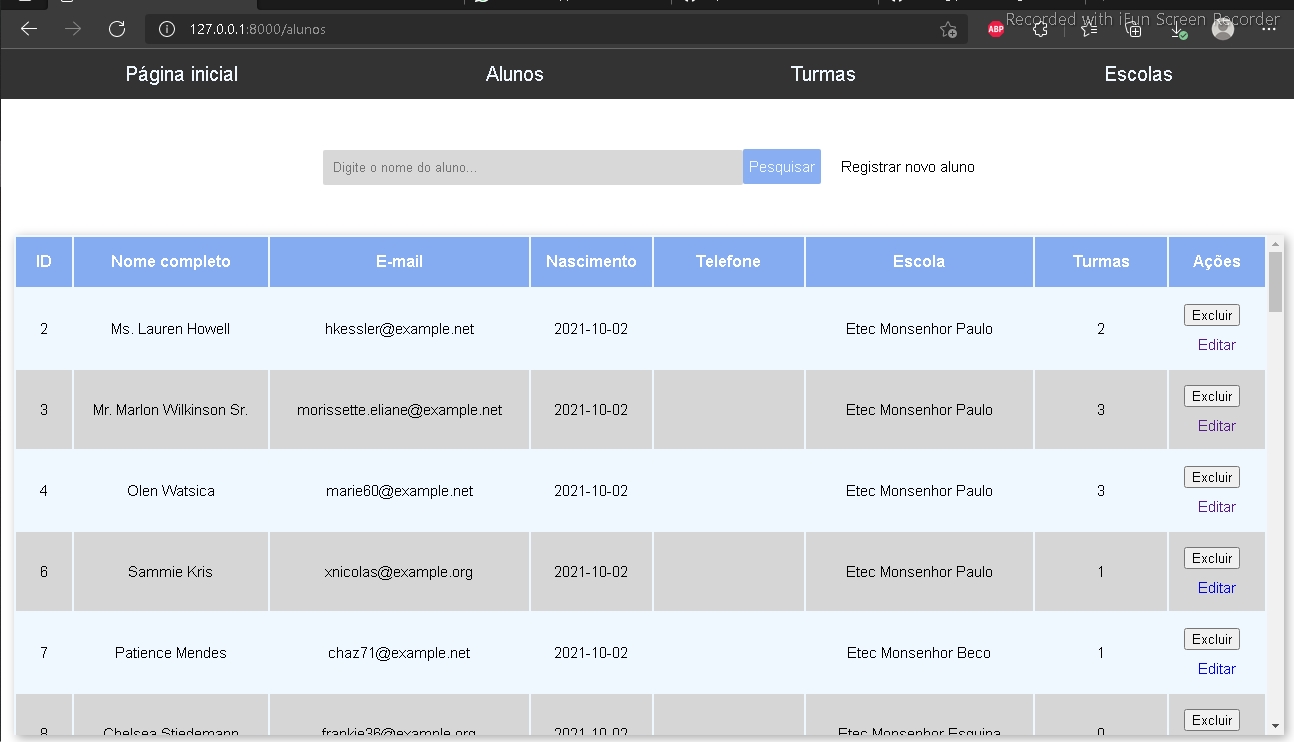 Recorded with iFun Screen Recorder
127.0.0.1:8000/alunos
ABP
Página inicial Alunos Turmas Escolas
Digite o nome do aluno... Pesquisar Registrar novo aluno
ID Nome completo E-mail Nascimento Telefone Escola Turmas Ações
2 Ms. Lauren Howell hkessler@example.net 2021-10-02 Etec Monsenhor Paulo 2 Excluir
Editar
3 Mr. Marlon Wilkinson Sr. morissette.eliane@example.net 2021-10-02 Etec Monsenhor Paulo 3 Excluir
Editar
4 Olen Watsica marie60@example.net 2021-10-02 Etec Monsenhor Paulo 3 Excluir
Editar
6 Sammie Kris xnicolas@example.org 2021-10-02 Etec Monsenhor Paulo 1 Excluir
Editar
7 Patience Mendes chaz71@example.net 2021-10-02 Etec Monsenhor Beco 1 Excluir
Editar
8 Chelsea Stiedemann frankie36@example.org 2021-10-02 Etec Monsenhor Esquina 0 Excluir